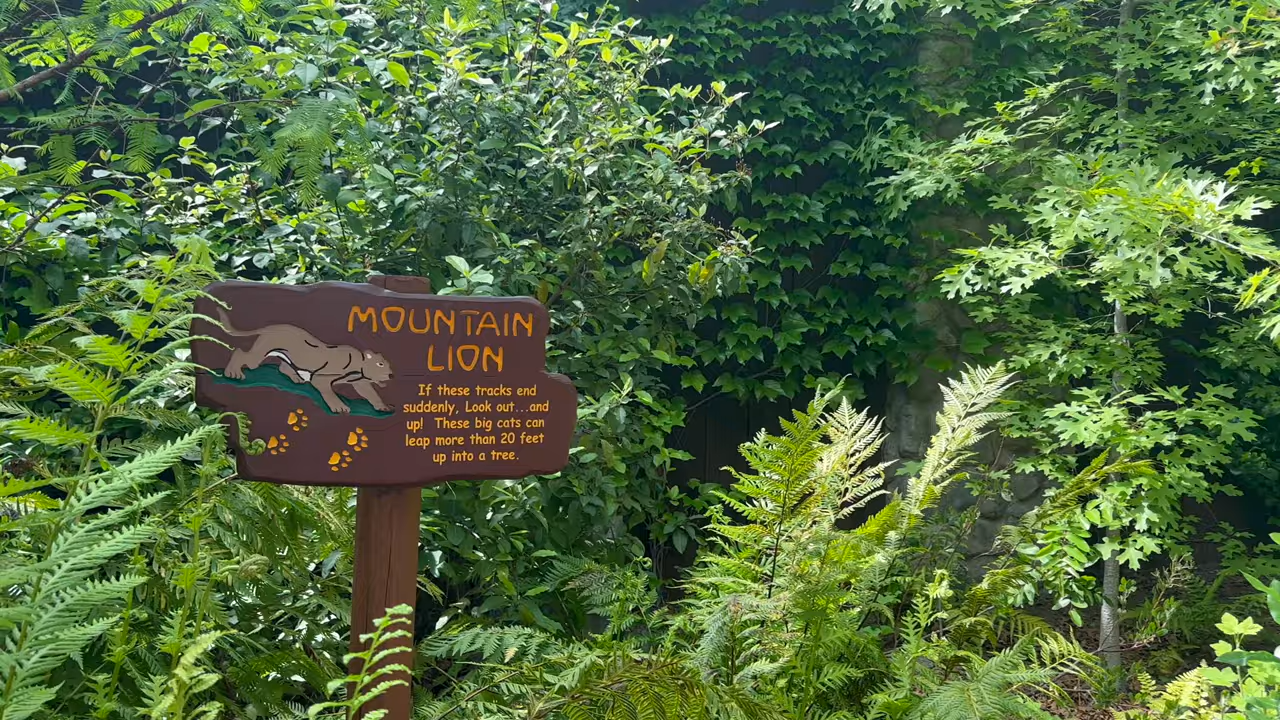 MOUNTAIN
LION
If these tracks end
suddenly, Look out...and
up! These big cats can
leap more than 20 feet
up into a tree.